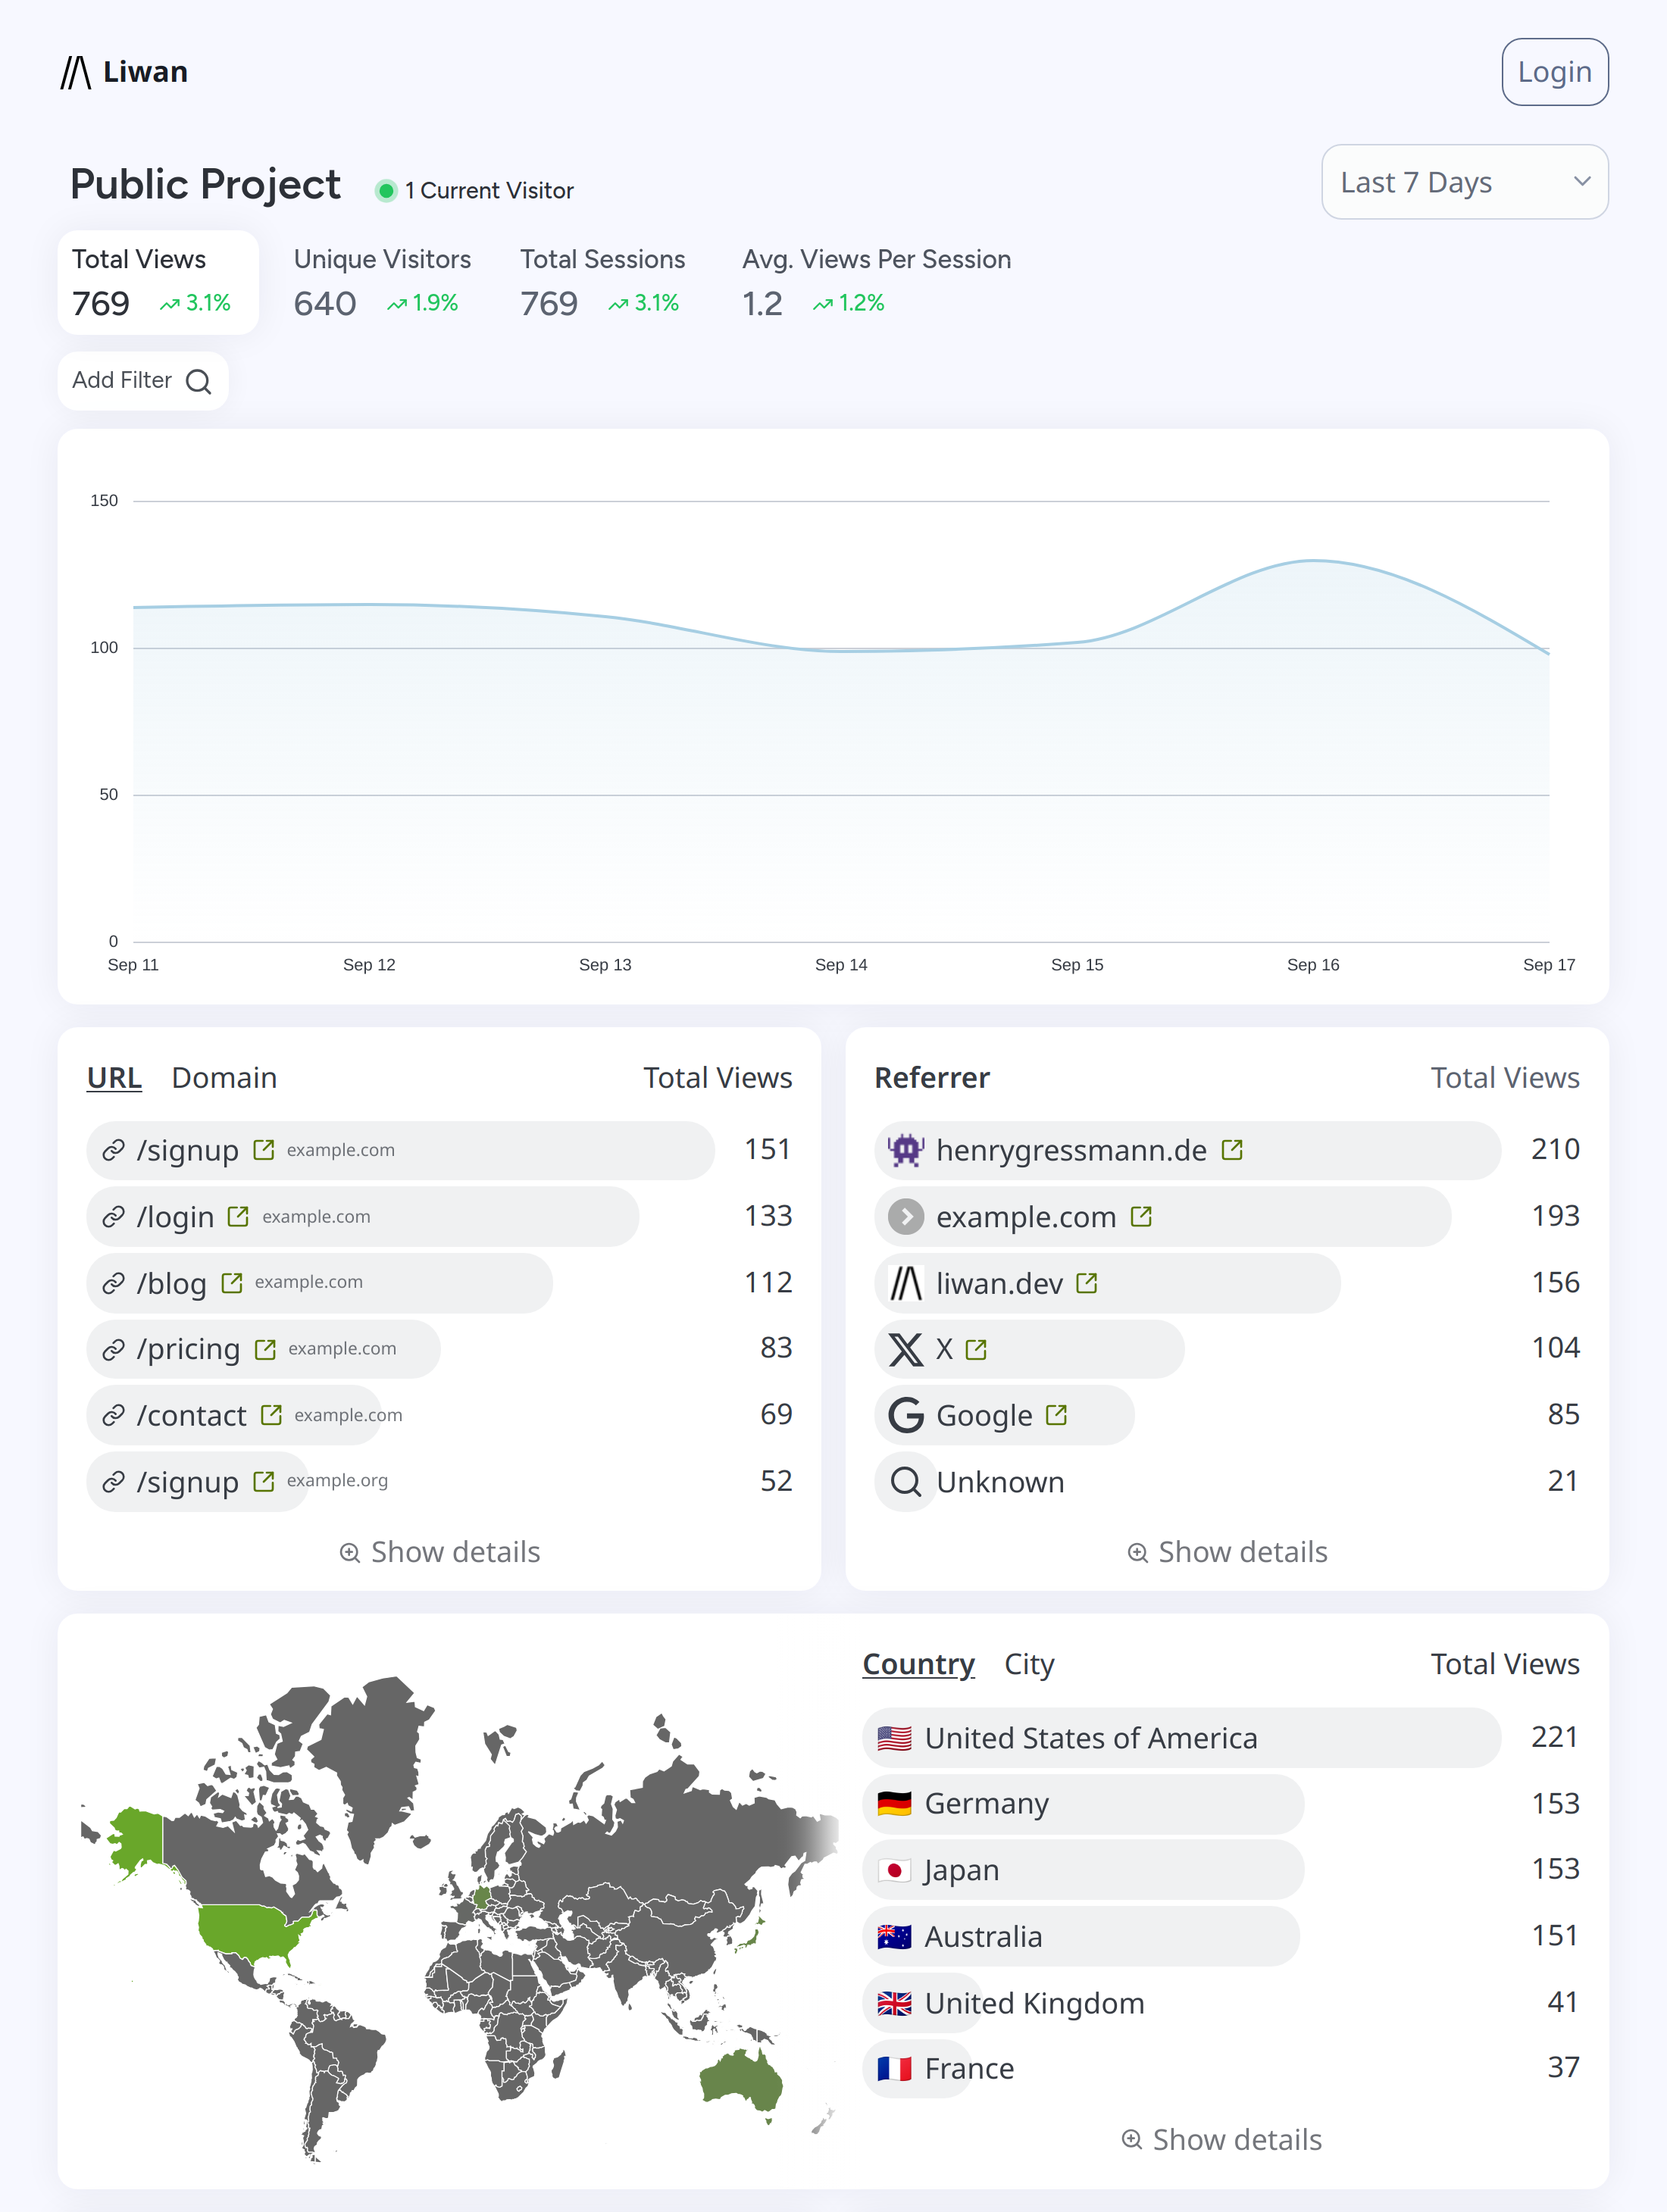 Liwan
Login
Public Project
1 Current Visitor
Last 7 Days
Total Views
769 3.1%
Unique Visitors
640 1.9%
Total Sessions
769 3.1%
Avg. Views Per Session
1.2 1.2%
Add Filter
150
100
50
0
Sep 11 Sep 12 Sep 13 Sep 14 Sep 15 Sep 16 Sep 17
URL Domain Total Views
/signup example.com 151
/login example.com 133
/blog example.com 112
/pricing example.com 83
/contact example.com 69
/signup example.org 52
Show details
Referrer Total Views
henrygressmann.de 210
example.com 193
liwan.dev 156
X 104
Google 85
Unknown 21
Show details
Country City Total Views
United States of America 221
Germany 153
Japan 153
Australia 151
United Kingdom 41
France 37
Show details